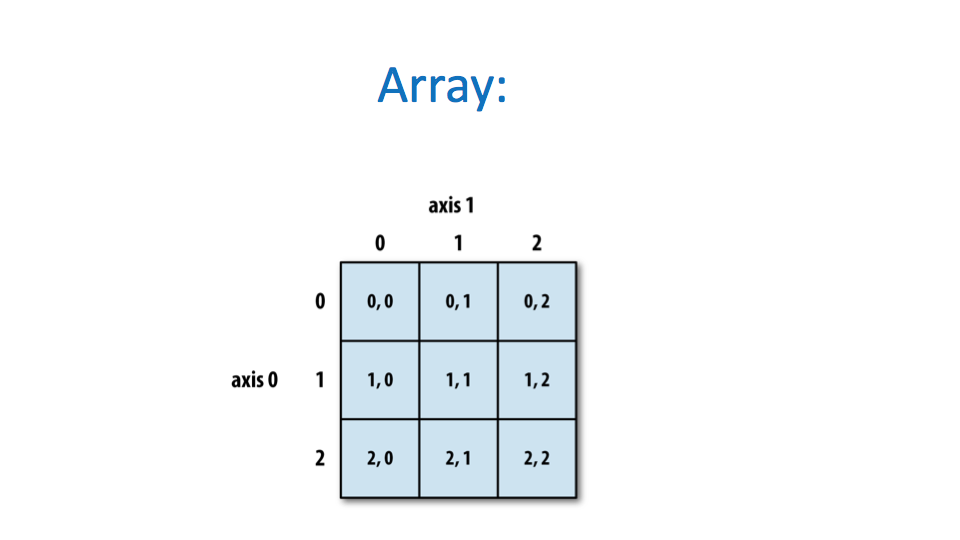 Array:
axis 1
0 1 2
0 0, 0 0, 1 0, 2
axis 0 1 1, 0 1, 1 1, 2
2 2, 0 2, 1 2, 2